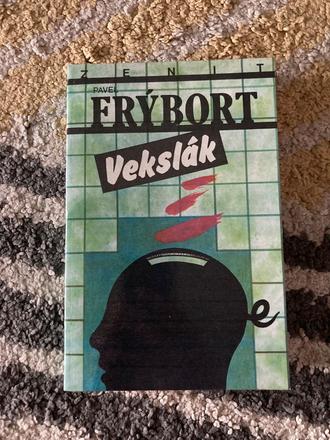 ZENIT
PAVEL
FRÝBORT
Vekslák